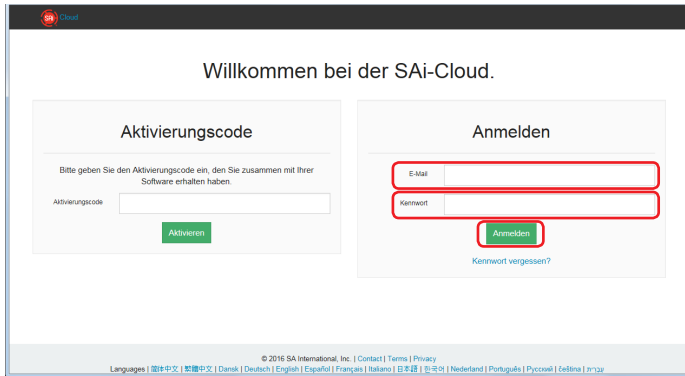 SAi Cloud
Willkommen bei der SAi-Cloud.
Aktivierungscode
Bitte geben Sie den Aktivierungscode ein, den Sie zusammen mit Ihrer
Software erhalten haben.
Aktivierungscode
Aktivieren
Anmelden
E-Mail
Kennwort
Anmelden
Kennwort vergessen?
© 2016 SA International, Inc. | Contact | Terms | Privacy
Languages | 简体中文 | 繁體中文 | Dansk | Deutsch | English | Español | Français | Italiano | 日本語 | 한국어 | Nederland | Português | Русский | čeština | עברית